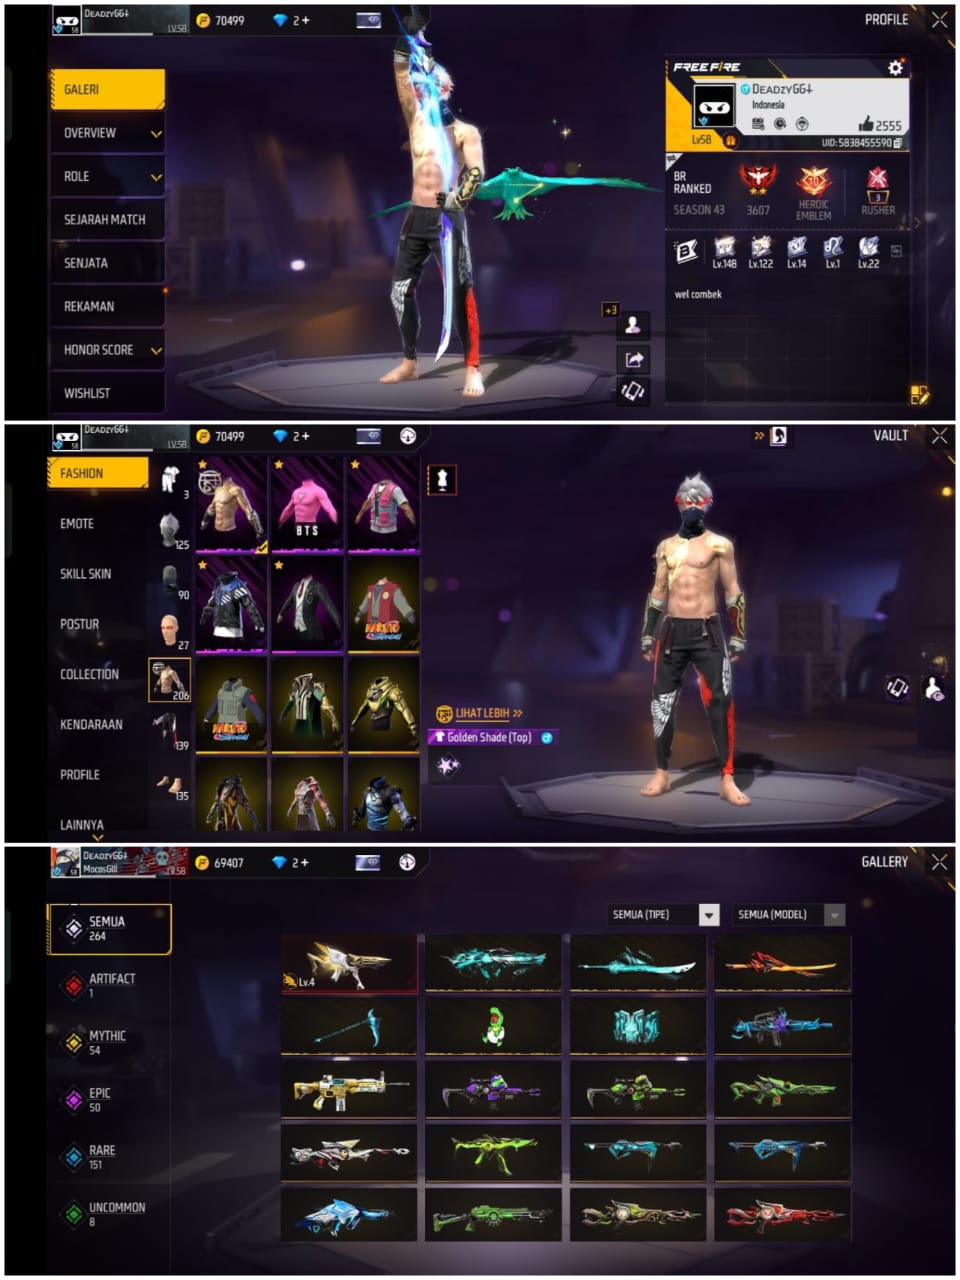 DEADZYGG
58
LV.58
70499
2+
PROFILE
GALERI
OVERVIEW
ROLE
SEJARAH MATCH
SENJATA
REKAMAN
HONOR SCORE
WISHLIST
+3
FREE FIRE
DEADZYGG
Indonesia
2555
Lv58
UID: 5838455590
BR RANKED
SEASON 43
3607
HEROIC EMBLEM
3
RUSHER
Lv.148
Lv.122
Lv.14
Lv.1
Lv.22
wel combek
DEADZYGG
58
LV.58
70499
2+
VAULT
FASHION
EMOTE
SKILL SKIN
POSTUR
COLLECTION
KENDARAAN
PROFILE
LAINNYA
3
125
90
27
206
139
135
BTS
NARUTO
NARUTO
LIHAT LEBIH >>
Golden Shade (Top)
DEADZYGG
58
LV.58
69407
2+
GALLERY
SEMUA
264
ARTIFACT
1
MYTHIC
54
EPIC
50
RARE
151
UNCOMMON
8
SEMUA (TIPE)
SEMUA (MODEL)
Lv.4